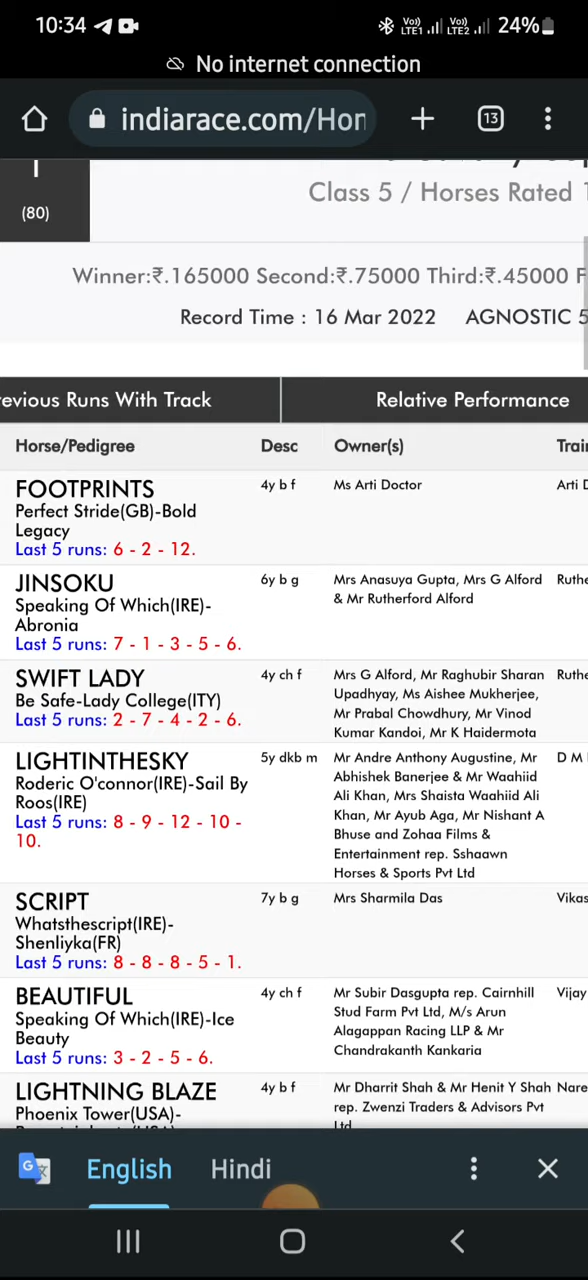 10:34
Vo) LTE1 Vo) LTE2 24%
No internet connection
indiarace.com/Hor
13
(80)
Class 5 / Horses Rated 1
Winner:₹.165000 Second:₹.75000 Third:₹.45000 F
Record Time : 16 Mar 2022 AGNOSTIC 5
evious Runs With Track
Relative Performance
Horse/Pedigree Desc Owner(s) Trai
FOOTPRINTS 4y b f Ms Arti Doctor Arti D
Perfect Stride(GB)-Bold
Legacy
Last 5 runs: 6 - 2 - 12.
JINSOKU 6y b g Mrs Anasuya Gupta, Mrs G Alford Ruthe
& Mr Rutherford Alford
Speaking Of Which(IRE)-
Abronia
Last 5 runs: 7 - 1 - 3 - 5 - 6.
SWIFT LADY 4y ch f Mrs G Alford, Mr Raghubir Sharan Ruthe
Upadhyay, Ms Aishee Mukherjee,
Mr Prabal Chowdhury, Mr Vinod
Kumar Kandoi, Mr K Haidermota
Be Safe-Lady College(ITY)
Last 5 runs: 2 - 7 - 4 - 2 - 6.
LIGHTINTHESKY 5y dkb m Mr Andre Anthony Augustine, Mr D M
Abhishek Banerjee & Mr Waahiid
Ali Khan, Mrs Shaista Waahiid Ali
Khan, Mr Ayub Aga, Mr Nishant A
Bhuse and Zohaa Films &
Entertainment rep. Sshaawn
Horses & Sports Pvt Ltd
Roderic O'connor(IRE)-Sail By
Roos(IRE)
Last 5 runs: 8 - 9 - 12 - 10 -
10.
SCRIPT 7y b g Mrs Sharmila Das Vikas
Whatsthescript(IRE)-
Shenliyka(FR)
Last 5 runs: 8 - 8 - 8 - 5 - 1.
BEAUTIFUL 4y ch f Mr Subir Dasgupta rep. Cairnhill Vijay
Stud Farm Pvt Ltd, M/s Arun
Alagappan Racing LLP & Mr
Chandrakanth Kankaria
Speaking Of Which(IRE)-Ice
Beauty
Last 5 runs: 3 - 2 - 5 - 6.
LIGHTNING BLAZE 4y b f Mr Dharrit Shah & Mr Henit Y Shah Nare
rep. Zwenzi Traders & Advisors Pvt
Ltd
Phoenix Tower(USA)-
English Hindi